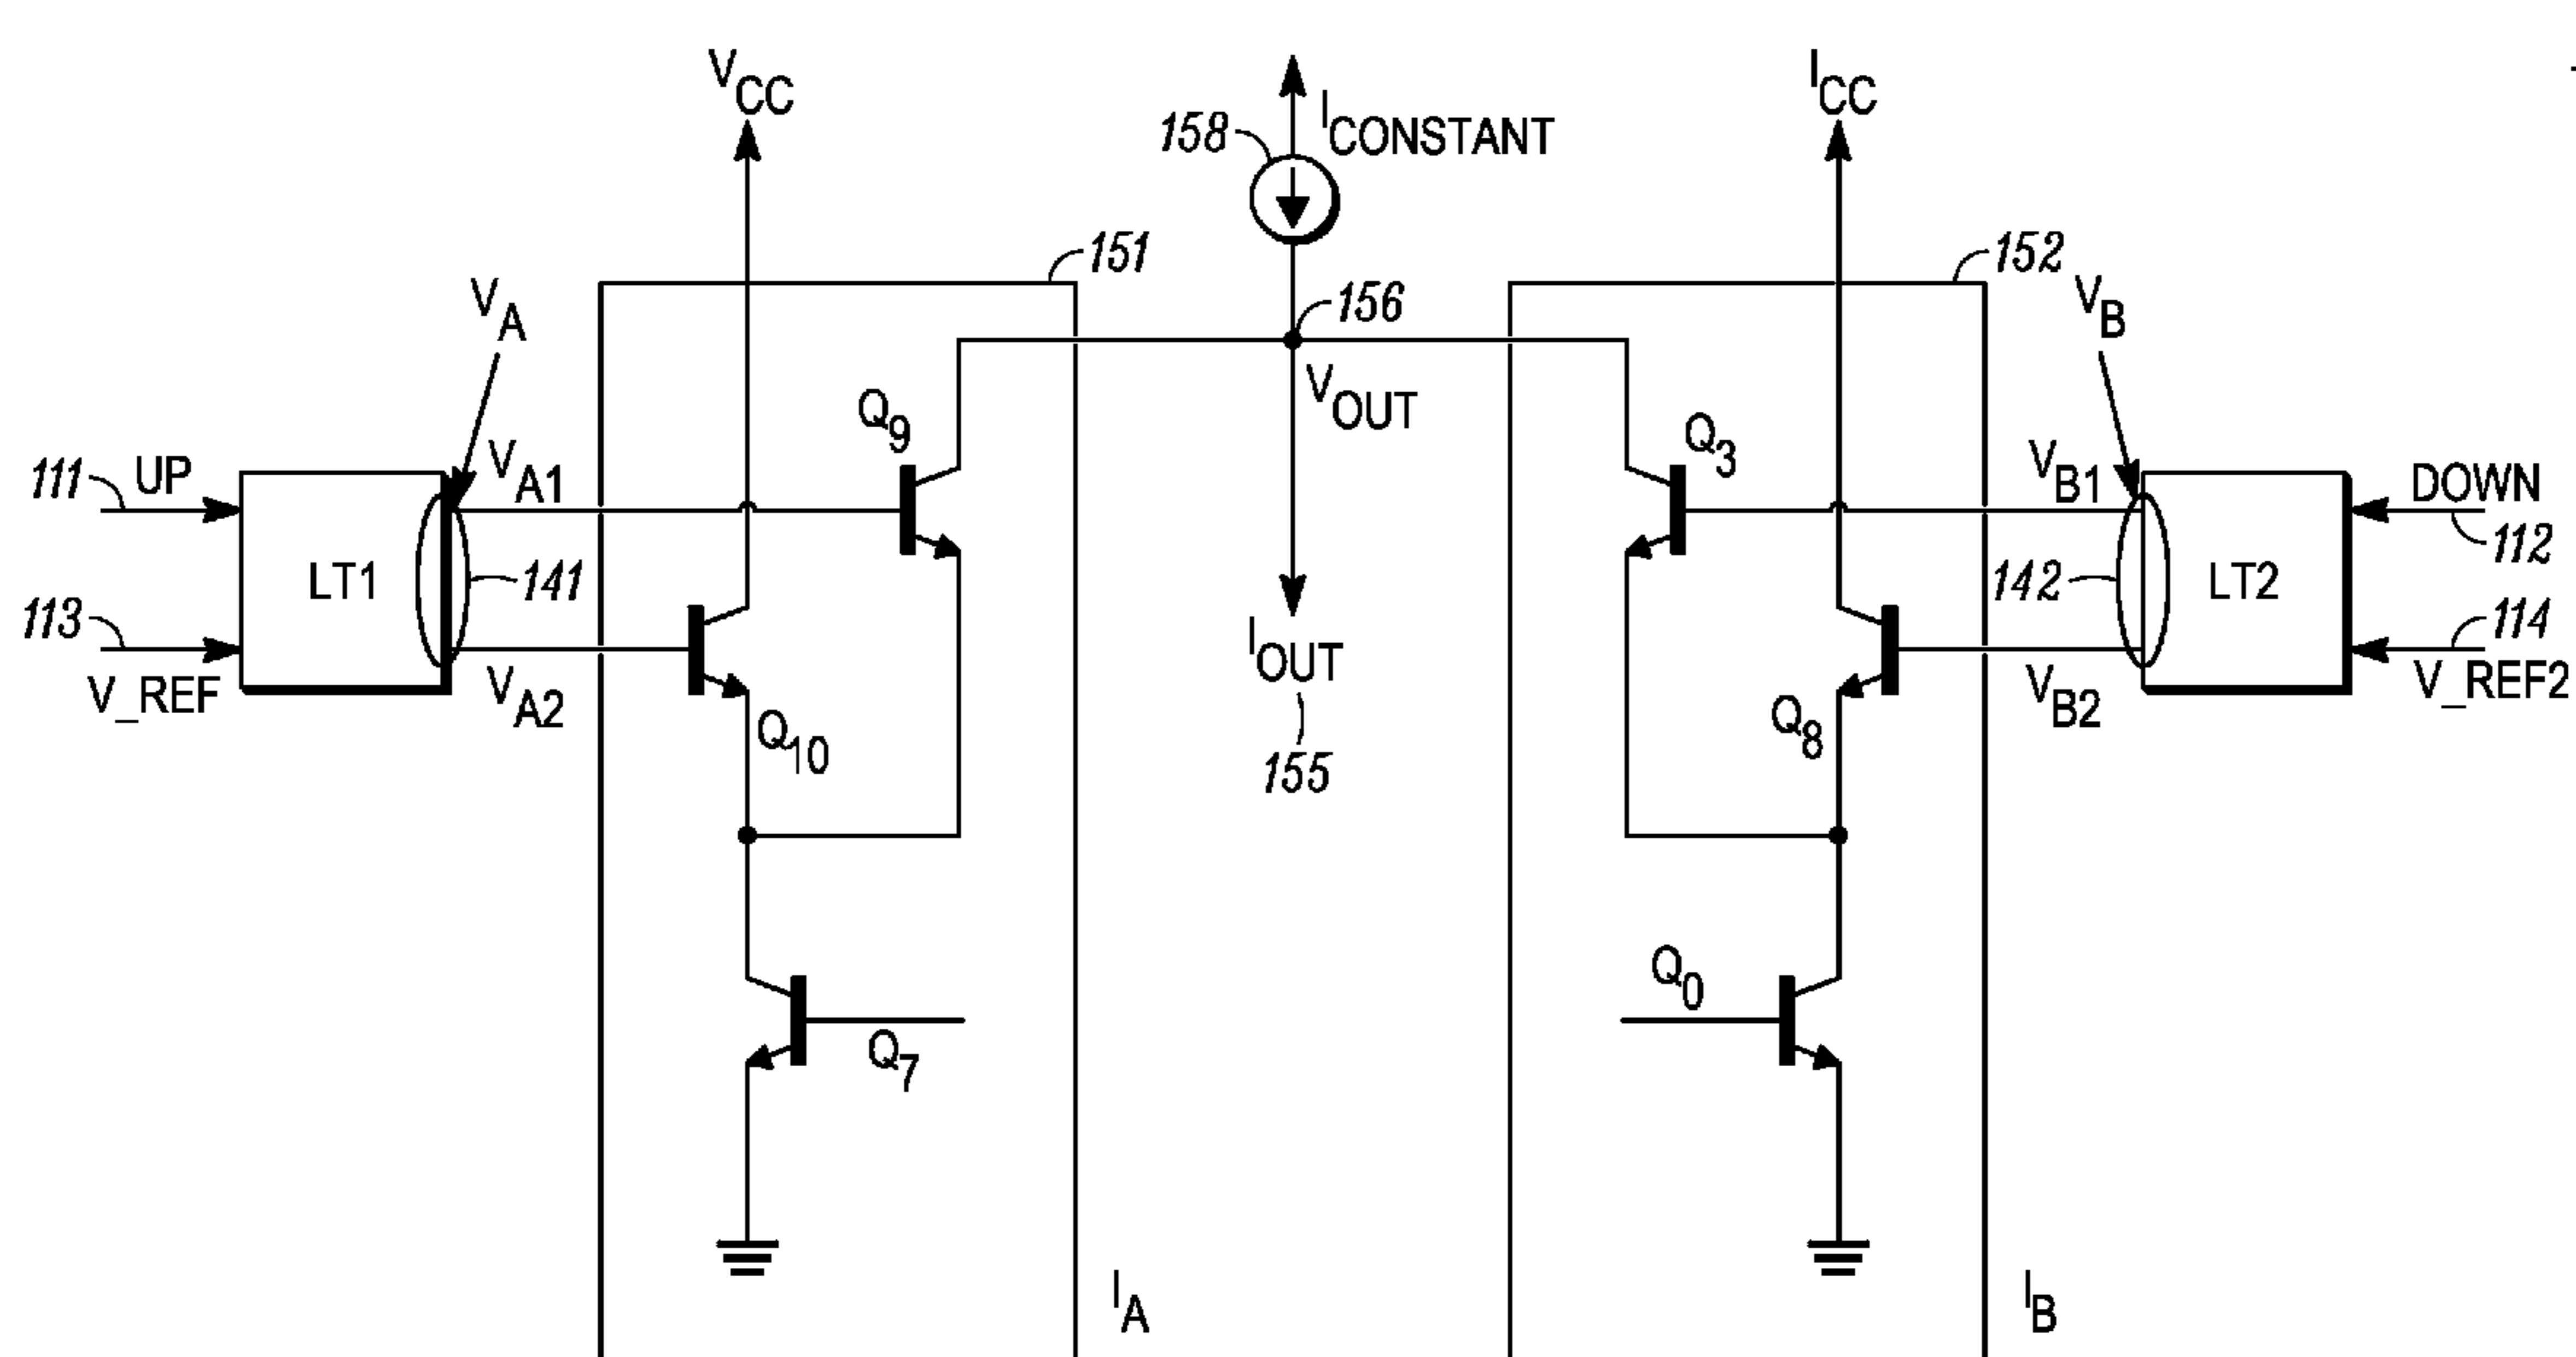 VCC
ICC
158
ICONSTANT
151
152
156
VA
VB
VOUT
Q9
Q3
111
UP
VA1
VB1
DOWN
112
LT1
141
142
LT2
113
V_REF
VA2
VB2
114
V_REF2
IOUT
155
Q10
Q8
Q7
Q0
IA
IB